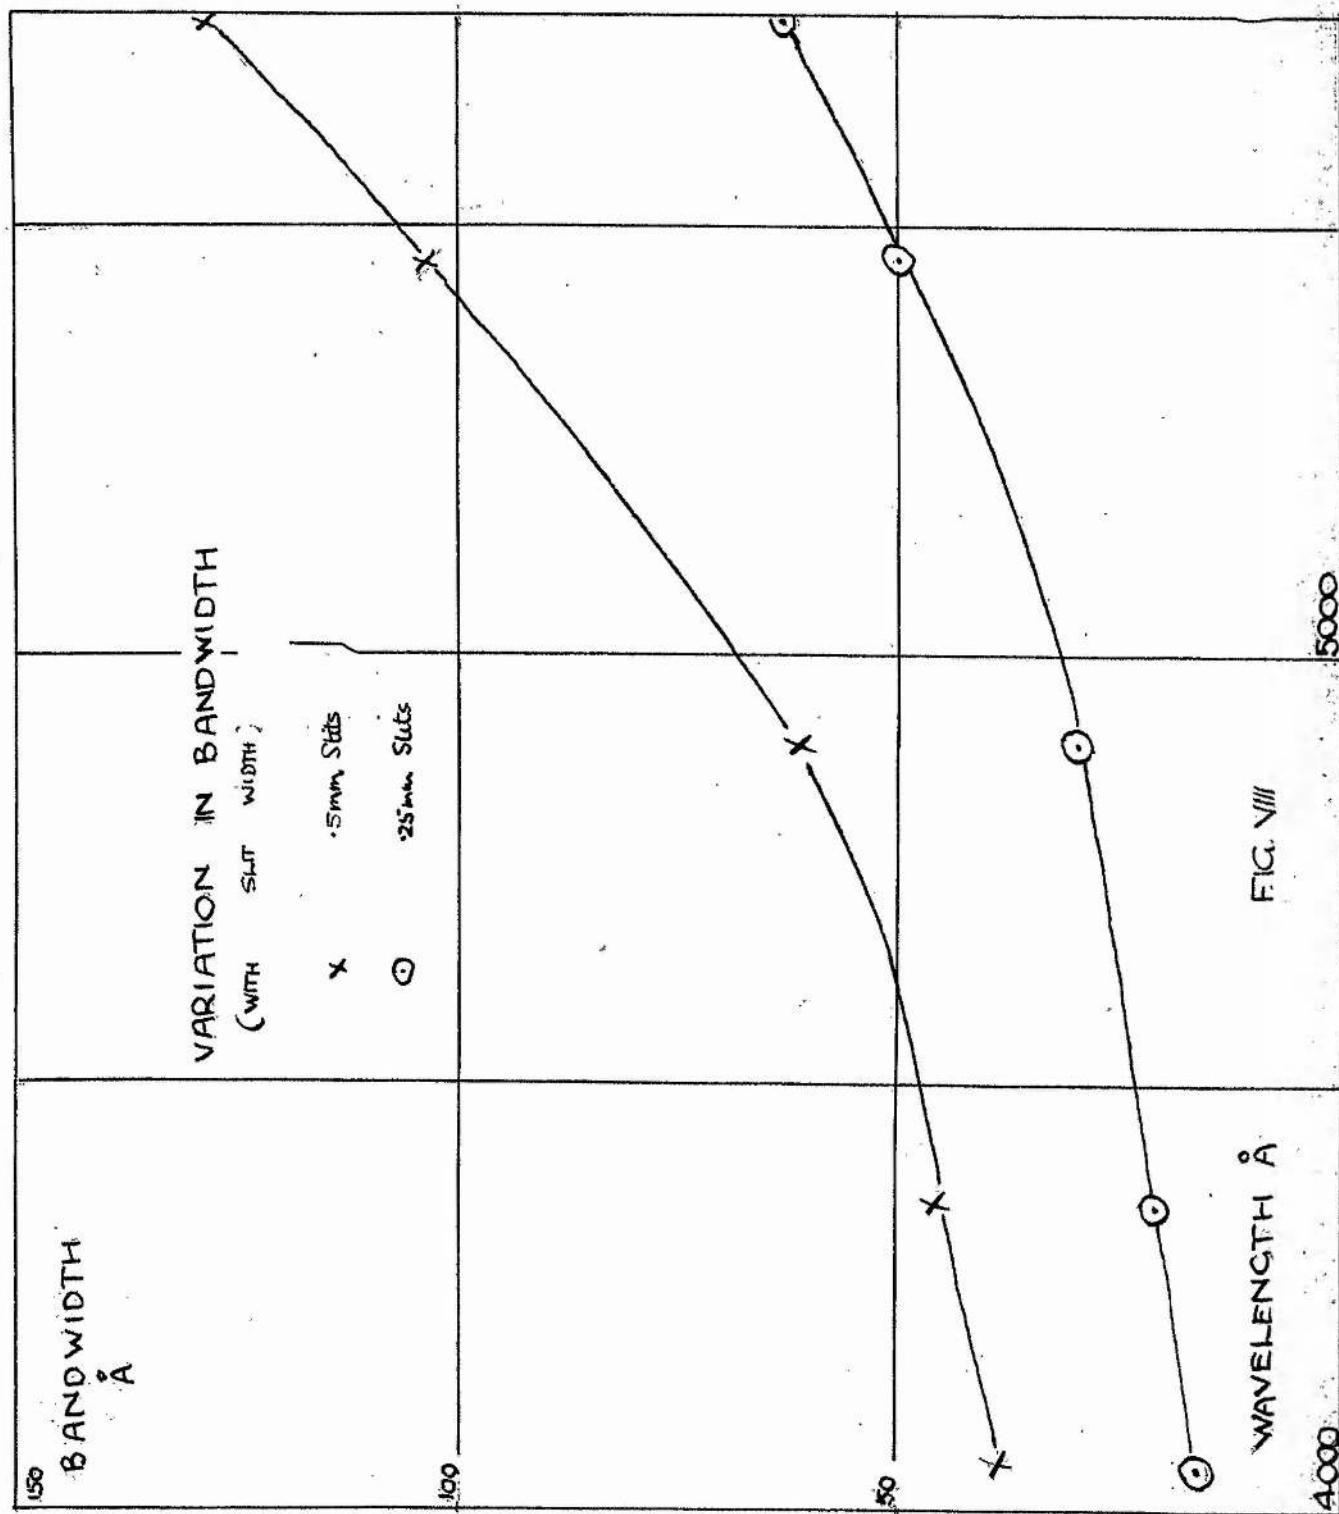 BANDWIDTH
Å
150
100
50
VARIATION IN BANDWIDTH
(WITH SLIT WIDTH)
x .5mm Slits
⊙ .25mm Slits
WAVELENGTH Å
FIG. VIII
4000
5000